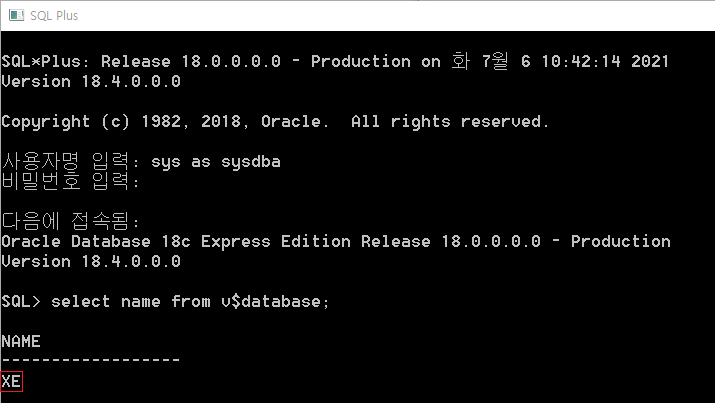 SQL Plus
SQL*Plus: Release 18.0.0.0.0 - Production on 화 7월 6 10:42:14 2021
Version 18.4.0.0.0
Copyright (c) 1982, 2018, Oracle.  All rights reserved.
사용자명 입력: sys as sysdba
비밀번호 입력:
다음에 접속됨:
Oracle Database 18c Express Edition Release 18.0.0.0.0 - Production
Version 18.4.0.0.0
SQL> select name from v$database;
NAME
------------------
XE